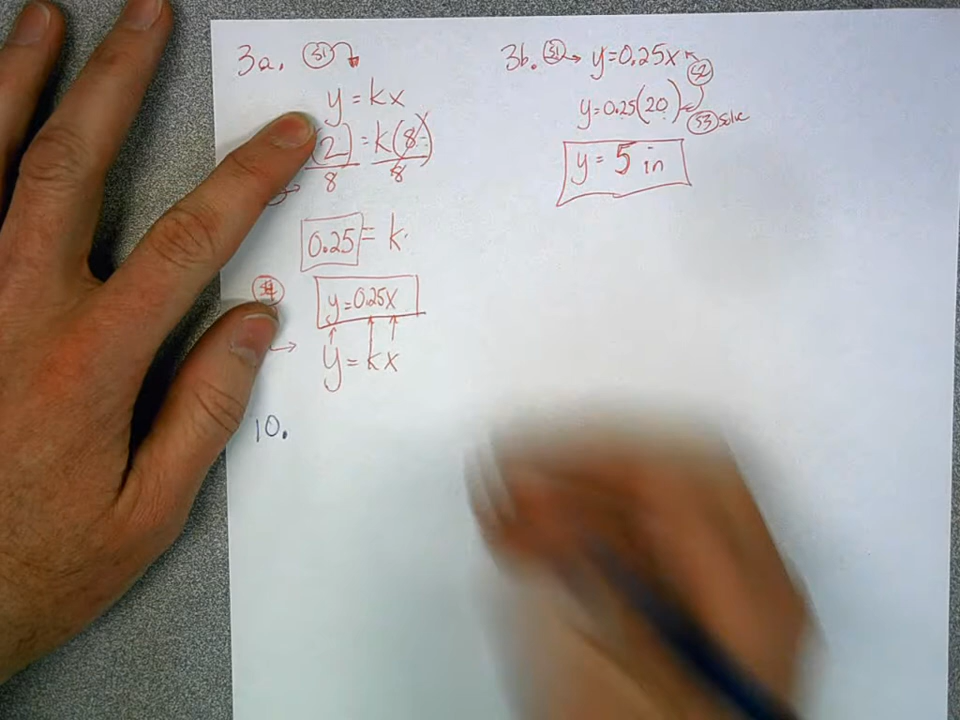 3a. S1
y = kx
(2) = k(8)
8 8
0.25 = k
y = 0.25x
y = kx
10.
3b. S1 → y = 0.25x
S2
y = 0.25(20)
S3 solve
y = 5 in